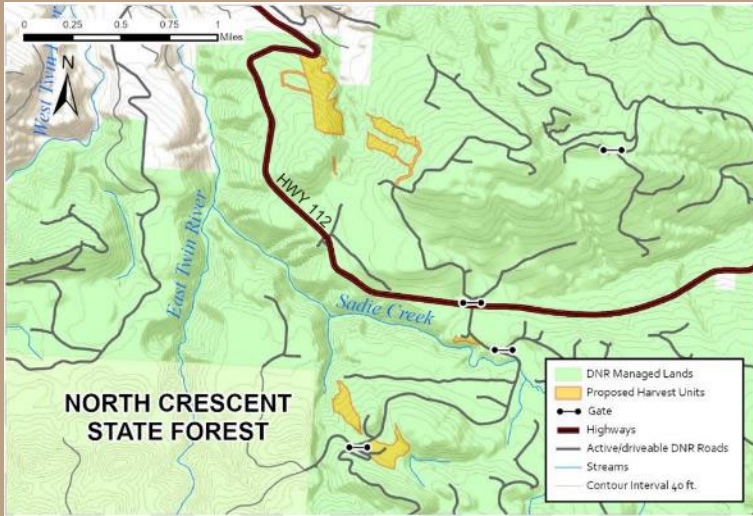 0 0.25 0.5 0.75 1
Miles
N
West Twin River
HWY 112
East Twin River
Sadie Creek
NORTH CRESCENT
STATE FOREST
DNR Managed Lands
Proposed Harvest Units
Gate
Highways
Active/driveable DNR Roads
Streams
Contour Interval 40 ft.